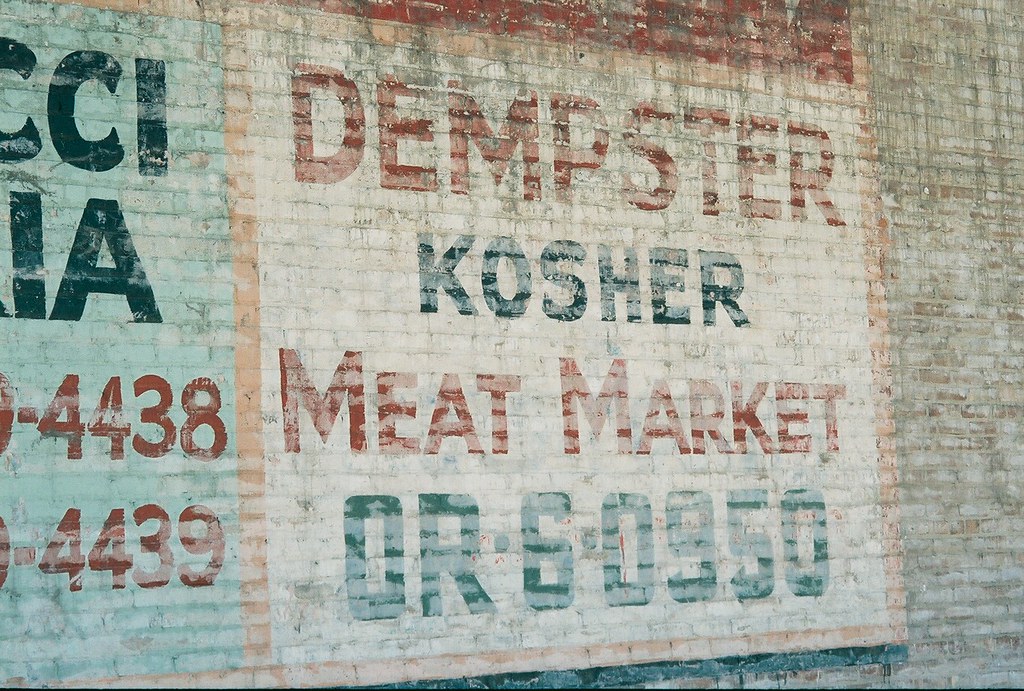 CCI
IA
-4438
-4439
DEMPSTER
KOSHER
MEAT MARKET
OR·6·0950